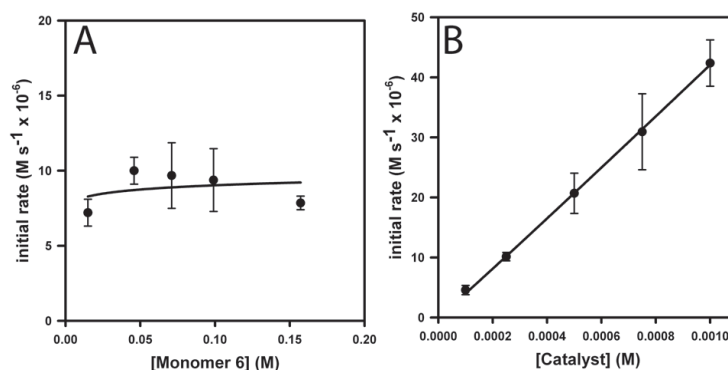 A
20
15
10
5
0
initial rate (M s⁻¹ x 10⁻⁶)
0.00 0.05 0.10 0.15 0.20
[Monomer 6] (M)
B
50
40
30
20
10
0
initial rate (M s⁻¹ x 10⁻⁶)
0.0000 0.0002 0.0004 0.0006 0.0008 0.0010
[Catalyst] (M)